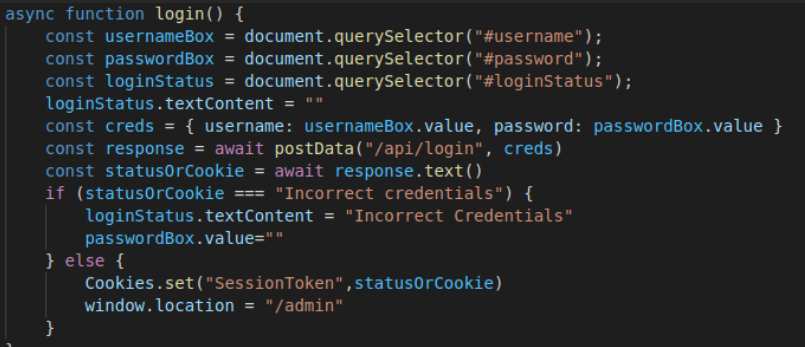 async function login() {
    const usernameBox = document.querySelector("#username");
    const passwordBox = document.querySelector("#password");
    const loginStatus = document.querySelector("#loginStatus");
    loginStatus.textContent = ""
    const creds = { username: usernameBox.value, password: passwordBox.value }
    const response = await postData("/api/login", creds)
    const statusOrCookie = await response.text()
    if (statusOrCookie === "Incorrect credentials") {
        loginStatus.textContent = "Incorrect Credentials"
        passwordBox.value=""
    } else {
        Cookies.set("SessionToken",statusOrCookie)
        window.location = "/admin"
    }
}